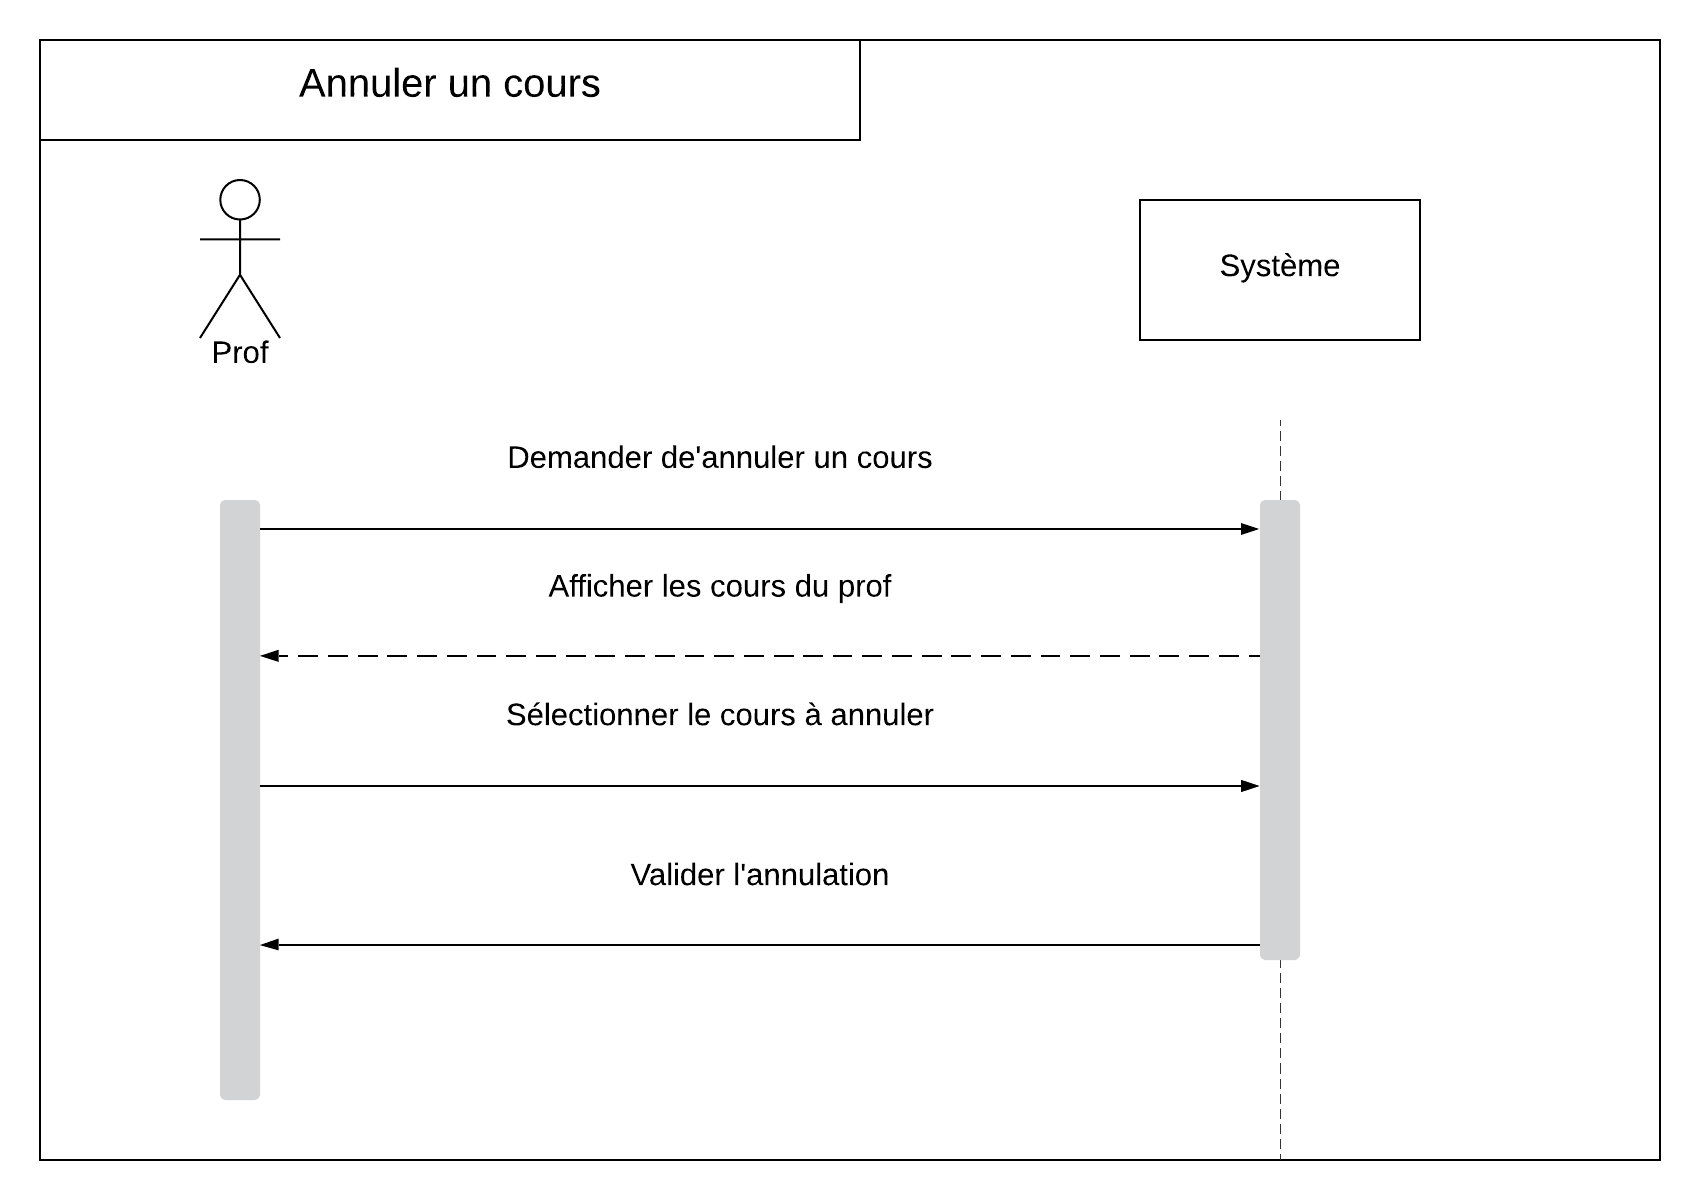 Annuler un cours
Système
Prof
Demander de'annuler un cours
Afficher les cours du prof
Sélectionner le cours à annuler
Valider l'annulation